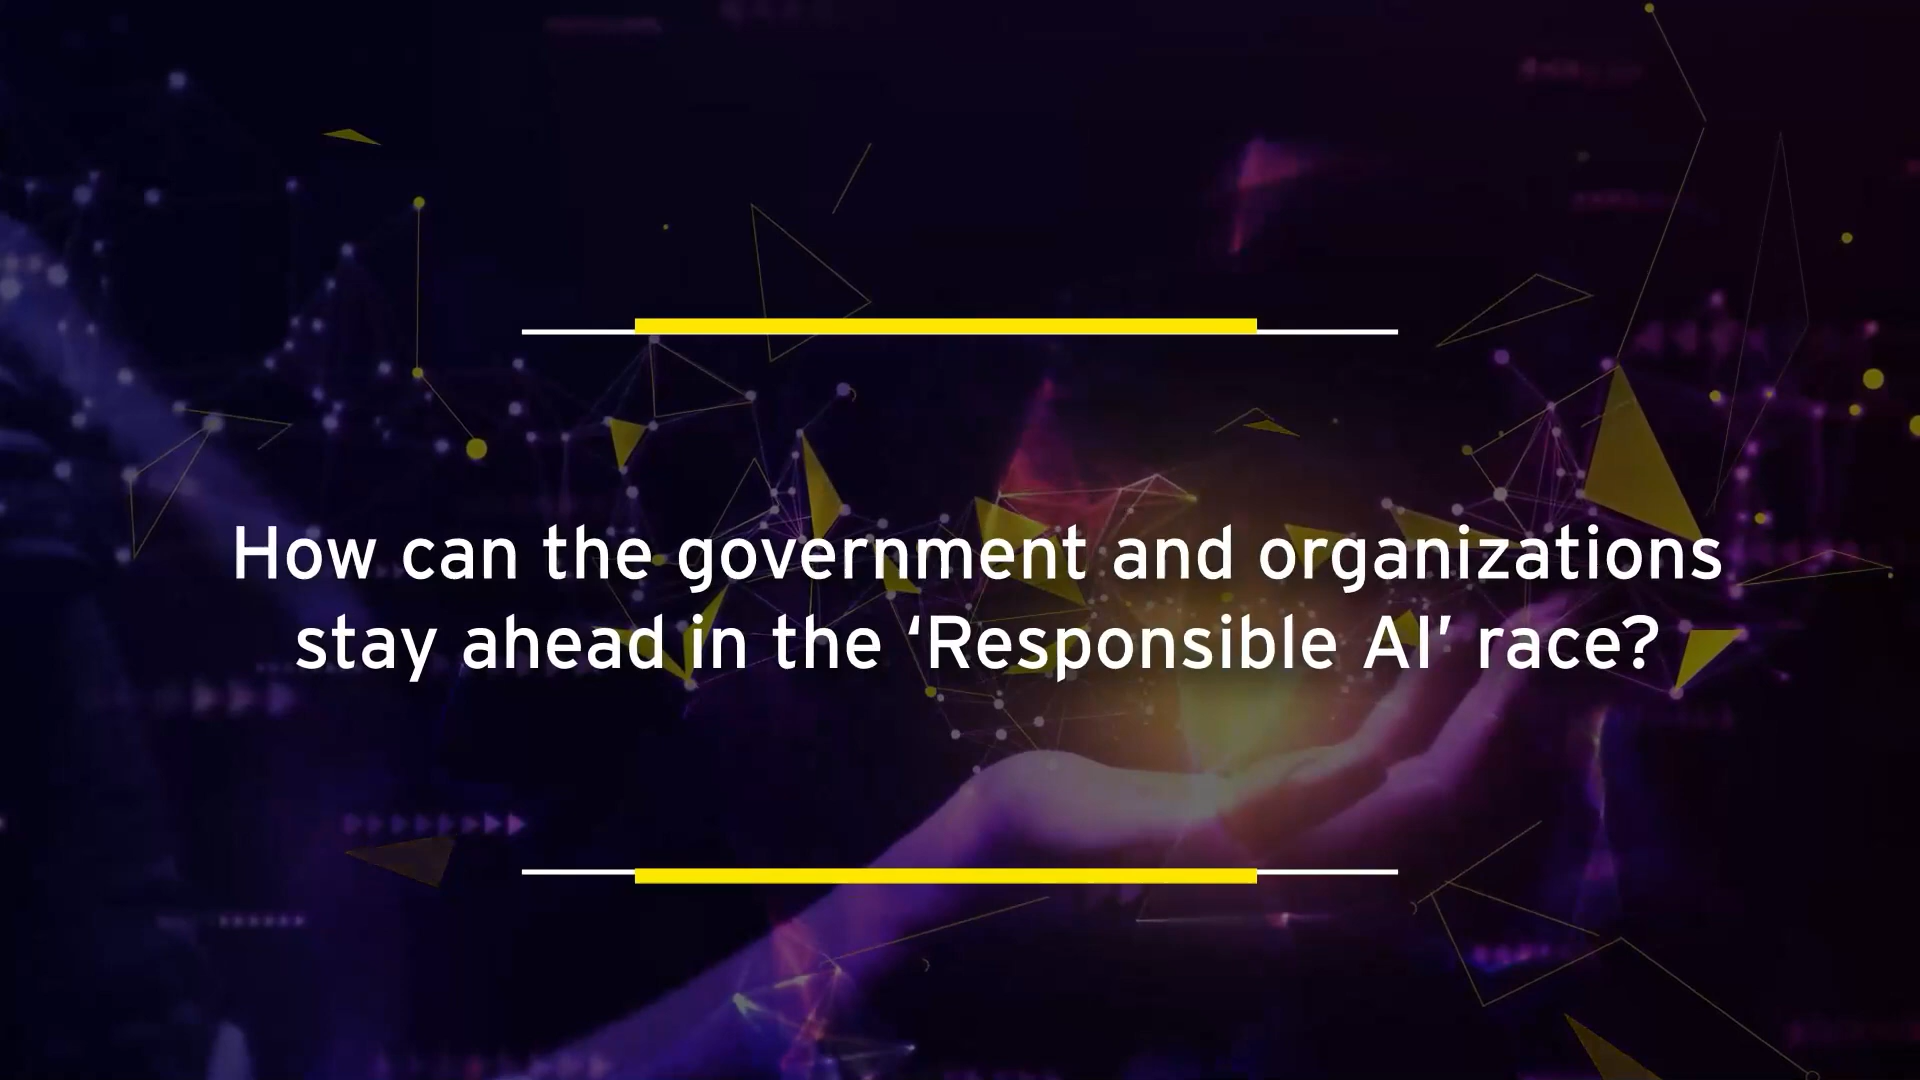 How can the government and organizations
stay ahead in the ‘Responsible AI’ race?